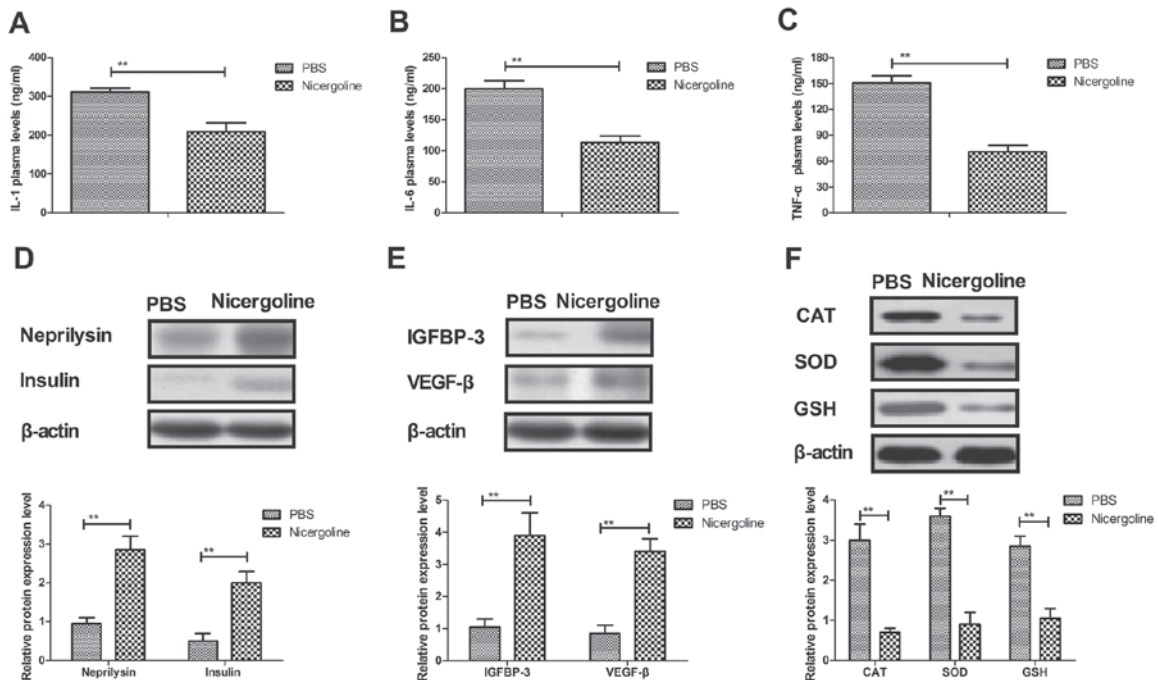 A
IL-1 plasma levels (ng/ml)
400
300
200
100
0
**
PBS
Nicergoline
B
IL-6 plasma levels (ng/ml)
250
200
150
100
50
0
**
PBS
Nicergoline
C
TNF-α plasma levels (ng/ml)
180
150
120
90
60
30
0
**
PBS
Nicergoline
D
PBS Nicergoline
Neprilysin
Insulin
β-actin
Relative protein expression level
4
3
2
1
0
**
**
PBS
Nicergoline
Neprilysin Insulin
E
PBS Nicergoline
IGFBP-3
VEGF-β
β-actin
Relative protein expression level
5
4
3
2
1
0
**
**
PBS
Nicergoline
IGFBP-3 VEGF-β
F
PBS Nicergoline
CAT
SOD
GSH
β-actin
Relative protein expression level
4
3
2
1
0
**
**
**
PBS
Nicergoline
CAT SOD GSH